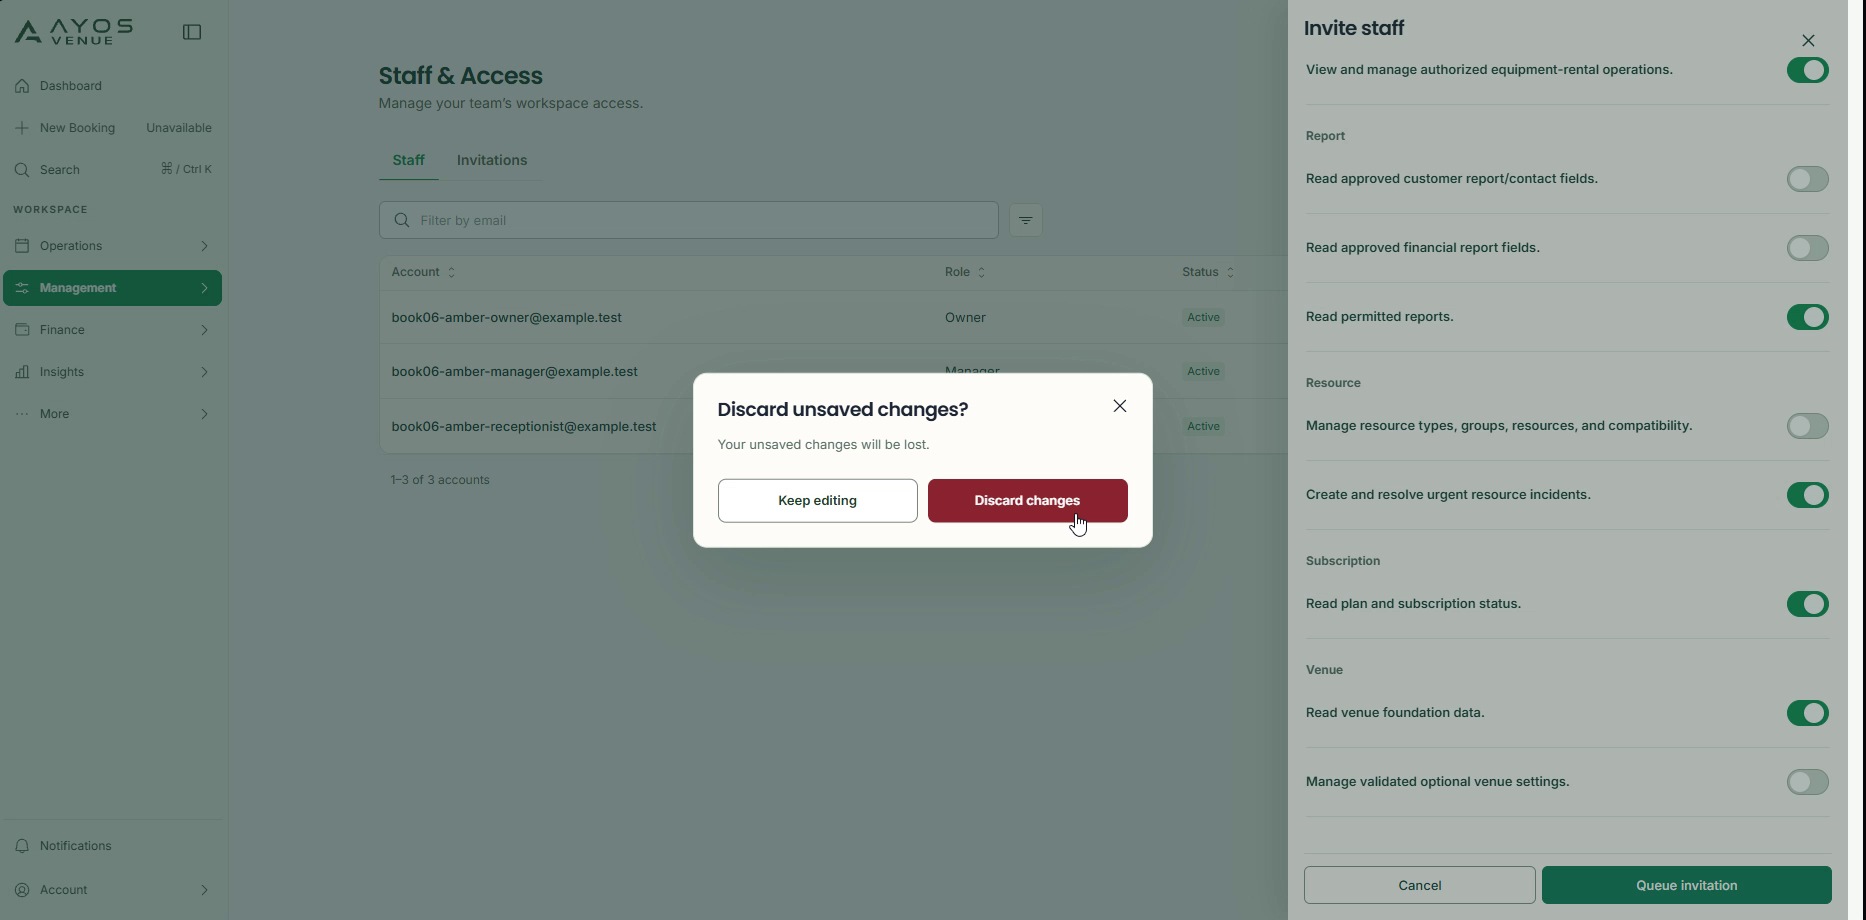 AYOS
VENUE
Dashboard
New Booking Unavailable
Search ⌘ / Ctrl K
WORKSPACE
Operations
Management
Finance
Insights
More
Notifications
Account
Staff & Access
Manage your team's workspace access.
Staff Invitations
Filter by email
Account Role Status
book06-amber-owner@example.test Owner Active
book06-amber-manager@example.test Manager Active
book06-amber-receptionist@example.test Active
1–3 of 3 accounts
Discard unsaved changes?
Your unsaved changes will be lost.
Keep editing Discard changes
Invite staff
View and manage authorized equipment-rental operations.
Report
Read approved customer report/contact fields.
Read approved financial report fields.
Read permitted reports.
Resource
Manage resource types, groups, resources, and compatibility.
Create and resolve urgent resource incidents.
Subscription
Read plan and subscription status.
Venue
Read venue foundation data.
Manage validated optional venue settings.
Cancel Queue invitation